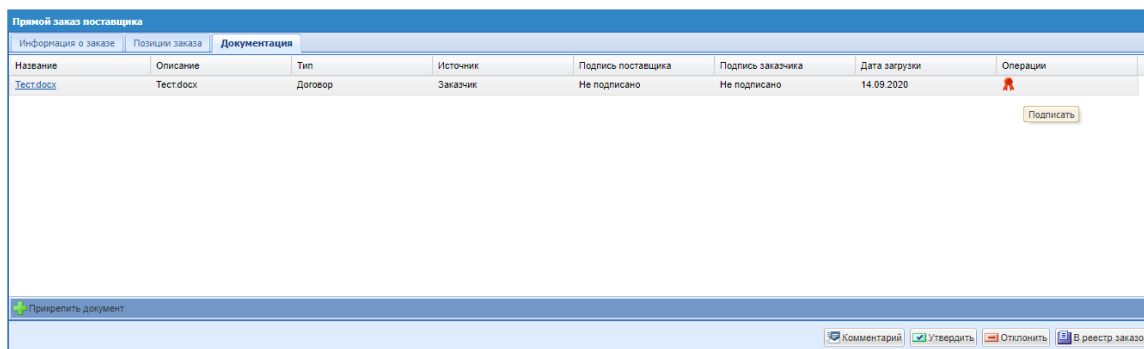 Прямой заказ поставщика
Информация о заказе Позиции заказа Документация
Название Описание Тип Источник Подпись поставщика Подпись заказчика Дата загрузки Операции
Тест.docx Тест.docx Договор Заказчик Не подписано Не подписано 14.09.2020
Подписать
Прикрепить документ
Комментарий Утвердить Отклонить В реестр заказо